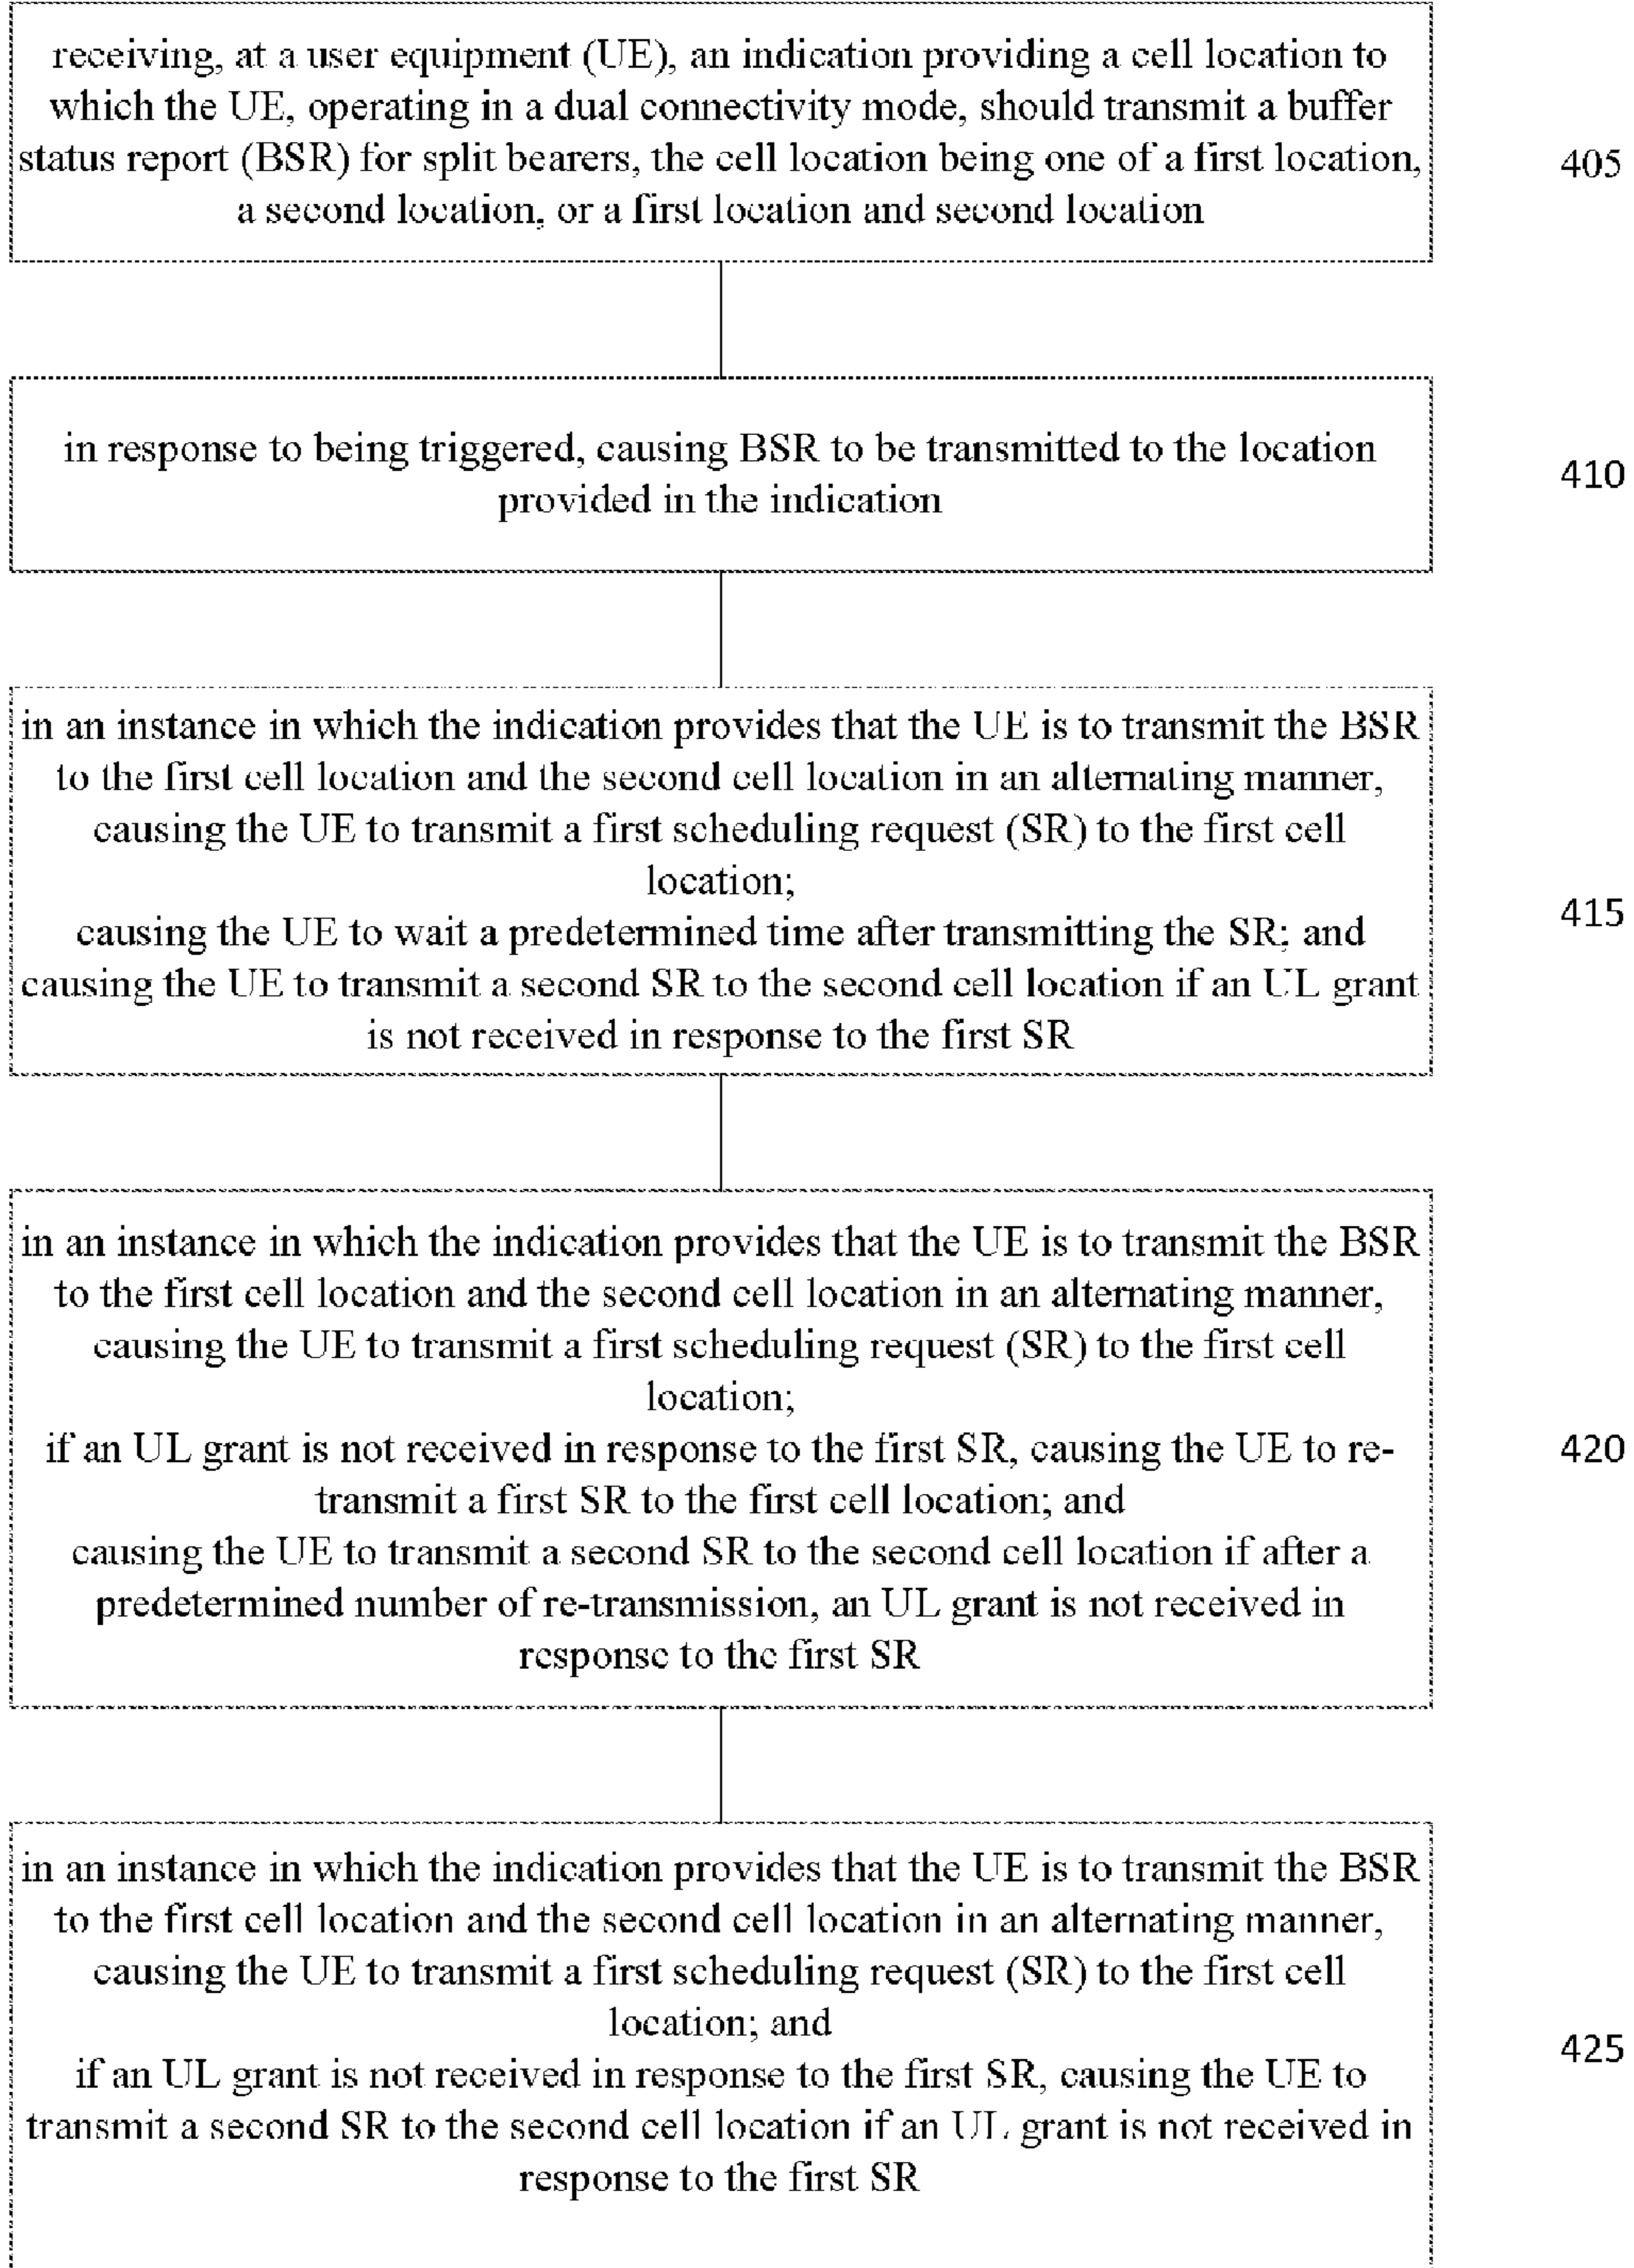 receiving, at a user equipment (UE), an indication providing a cell location to
which the UE, operating in a dual connectivity mode, should transmit a buffer
status report (BSR) for split bearers, the cell location being one of a first location,
a second location, or a first location and second location
405
in response to being triggered, causing BSR to be transmitted to the location
provided in the indication
410
in an instance in which the indication provides that the UE is to transmit the BSR
to the first cell location and the second cell location in an alternating manner,
causing the UE to transmit a first scheduling request (SR) to the first cell
location;
causing the UE to wait a predetermined time after transmitting the SR; and
causing the UE to transmit a second SR to the second cell location if an UL grant
is not received in response to the first SR
415
in an instance in which the indication provides that the UE is to transmit the BSR
to the first cell location and the second cell location in an alternating manner,
causing the UE to transmit a first scheduling request (SR) to the first cell
location;
if an UL grant is not received in response to the first SR, causing the UE to re-
transmit a first SR to the first cell location; and
causing the UE to transmit a second SR to the second cell location if after a
predetermined number of re-transmission, an UL grant is not received in
response to the first SR
420
in an instance in which the indication provides that the UE is to transmit the BSR
to the first cell location and the second cell location in an alternating manner,
causing the UE to transmit a first scheduling request (SR) to the first cell
location; and
if an UL grant is not received in response to the first SR, causing the UE to
transmit a second SR to the second cell location if an UL grant is not received in
response to the first SR
425